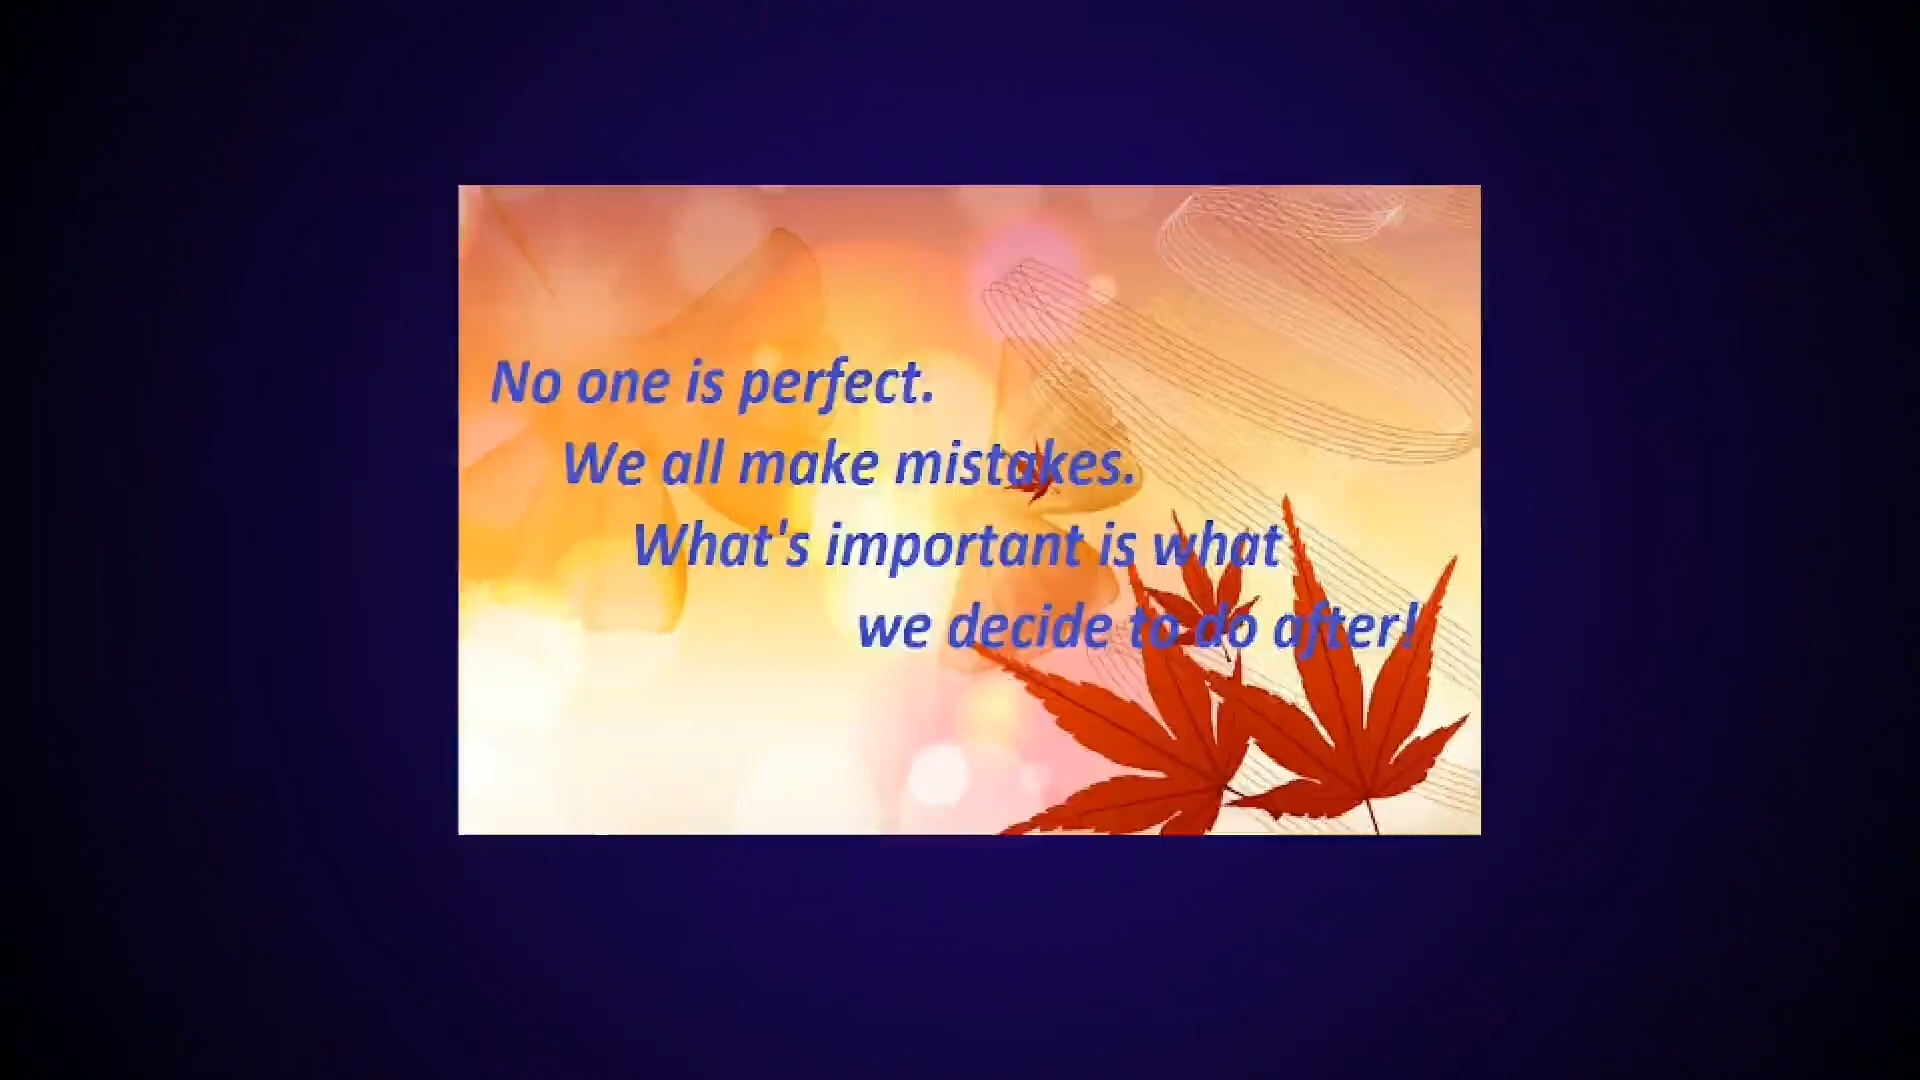 No one is perfect.
We all make mistakes.
What's important is what
we decide to do after!